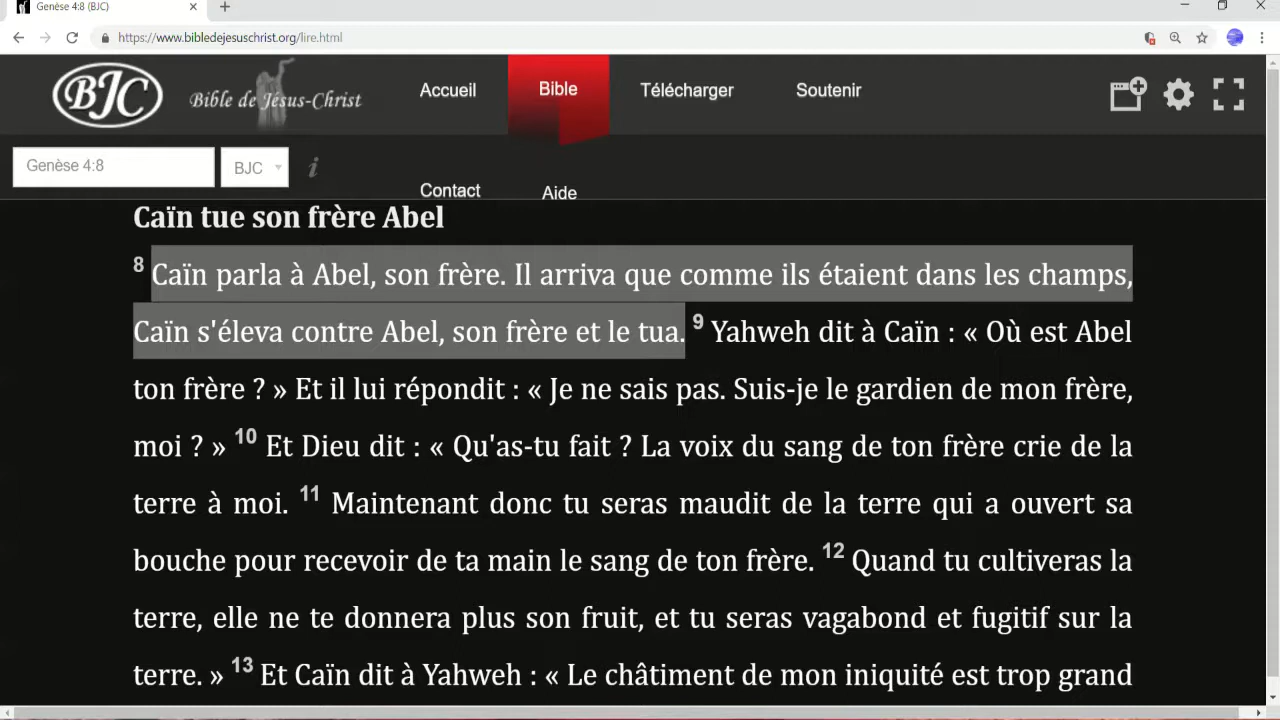 Genèse 4:8 (BJC)
https://www.bibledejesuschrist.org/lire.html
BJC Bible de Jésus-Christ Accueil Bible Télécharger Soutenir
Genèse 4:8 BJC i
Contact Aide
Caïn tue son frère Abel
8 Caïn parla à Abel, son frère. Il arriva que comme ils étaient dans les champs,
Caïn s'éleva contre Abel, son frère et le tua. 9 Yahweh dit à Caïn : « Où est Abel
ton frère ? » Et il lui répondit : « Je ne sais pas. Suis-je le gardien de mon frère,
moi ? » 10 Et Dieu dit : « Qu'as-tu fait ? La voix du sang de ton frère crie de la
terre à moi. 11 Maintenant donc tu seras maudit de la terre qui a ouvert sa
bouche pour recevoir de ta main le sang de ton frère. 12 Quand tu cultiveras la
terre, elle ne te donnera plus son fruit, et tu seras vagabond et fugitif sur la
terre. » 13 Et Caïn dit à Yahweh : « Le châtiment de mon iniquité est trop grand